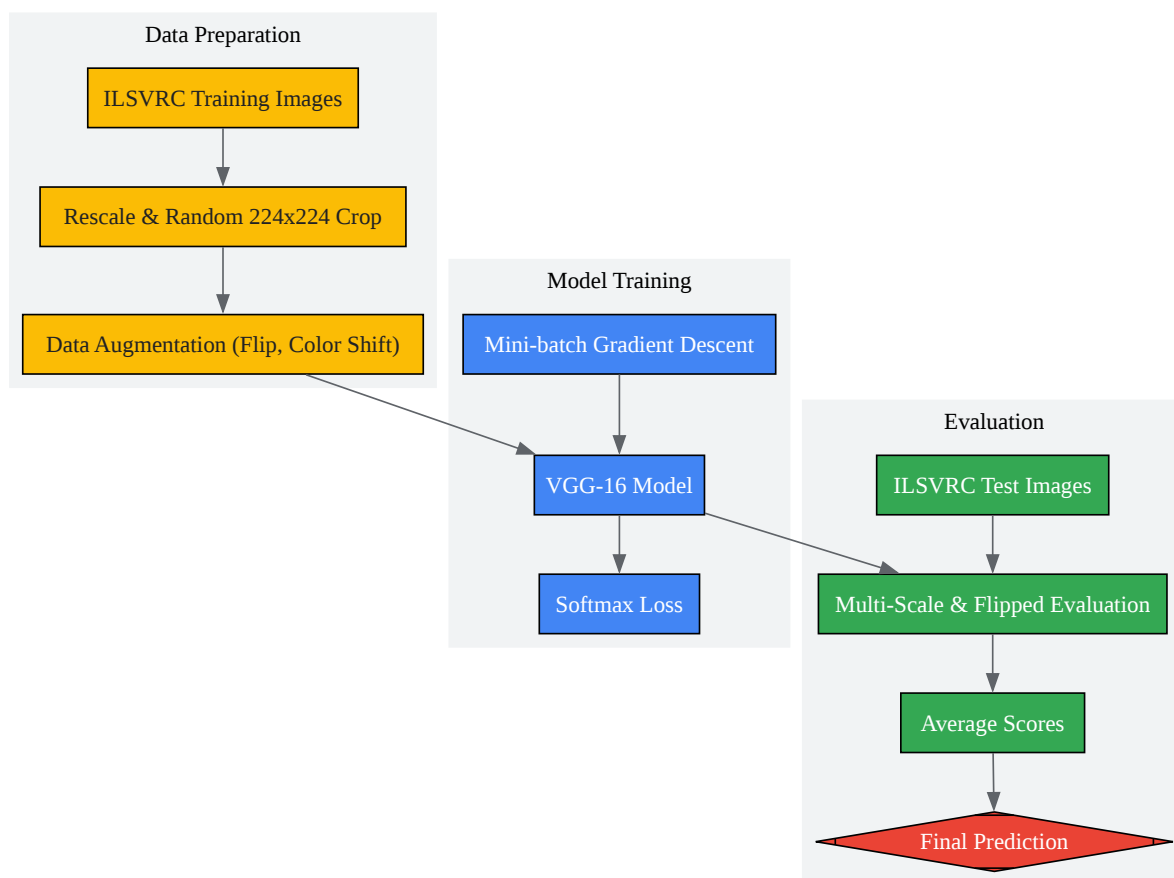 Data Preparation
ILSVRC Training Images
Rescale & Random 224x224 Crop
Data Augmentation (Flip, Color Shift)
Model Training
Mini-batch Gradient Descent
VGG-16 Model
Softmax Loss
Evaluation
ILSVRC Test Images
Multi-Scale & Flipped Evaluation
Average Scores
Final Prediction